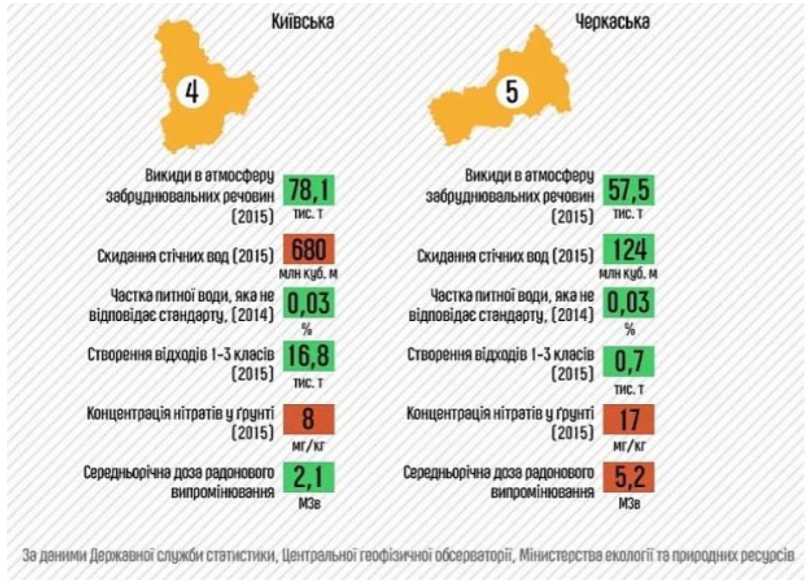 Київська
4
Викиди в атмосферу
забруднювальних речовин
(2015)
78,1
тис. т
Скидання стічних вод (2015)
680
млн куб. м
Частка питної води, яка не
відповідає стандарту, (2014)
0,03
%
Створення відходів 1-3 класів
(2015)
16,8
тис. т
Концентрація нітратів у ґрунті
(2015)
8
мг/кг
Середньорічна доза радонового
випромінювання
2,1
МЗв
Черкаська
5
Викиди в атмосферу
забруднювальних речовин
(2015)
57,5
тис. т
Скидання стічних вод (2015)
124
млн куб. м
Частка питної води, яка не
відповідає стандарту, (2014)
0,03
%
Створення відходів 1-3 класів
(2015)
0,7
тис. т
Концентрація нітратів у ґрунті
(2015)
17
мг/кг
Середньорічна доза радонового
випромінювання
5,2
МЗв
За даними Державної служби статистики, Центральної геофізичної обсерваторії, Міністерства екології та природних ресурсів